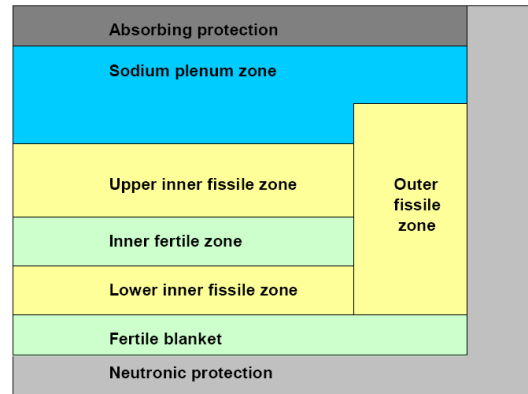 Absorbing protection
Sodium plenum zone
Upper inner fissile zone
Outer
fissile
zone
Inner fertile zone
Lower inner fissile zone
Fertile blanket
Neutronic protection